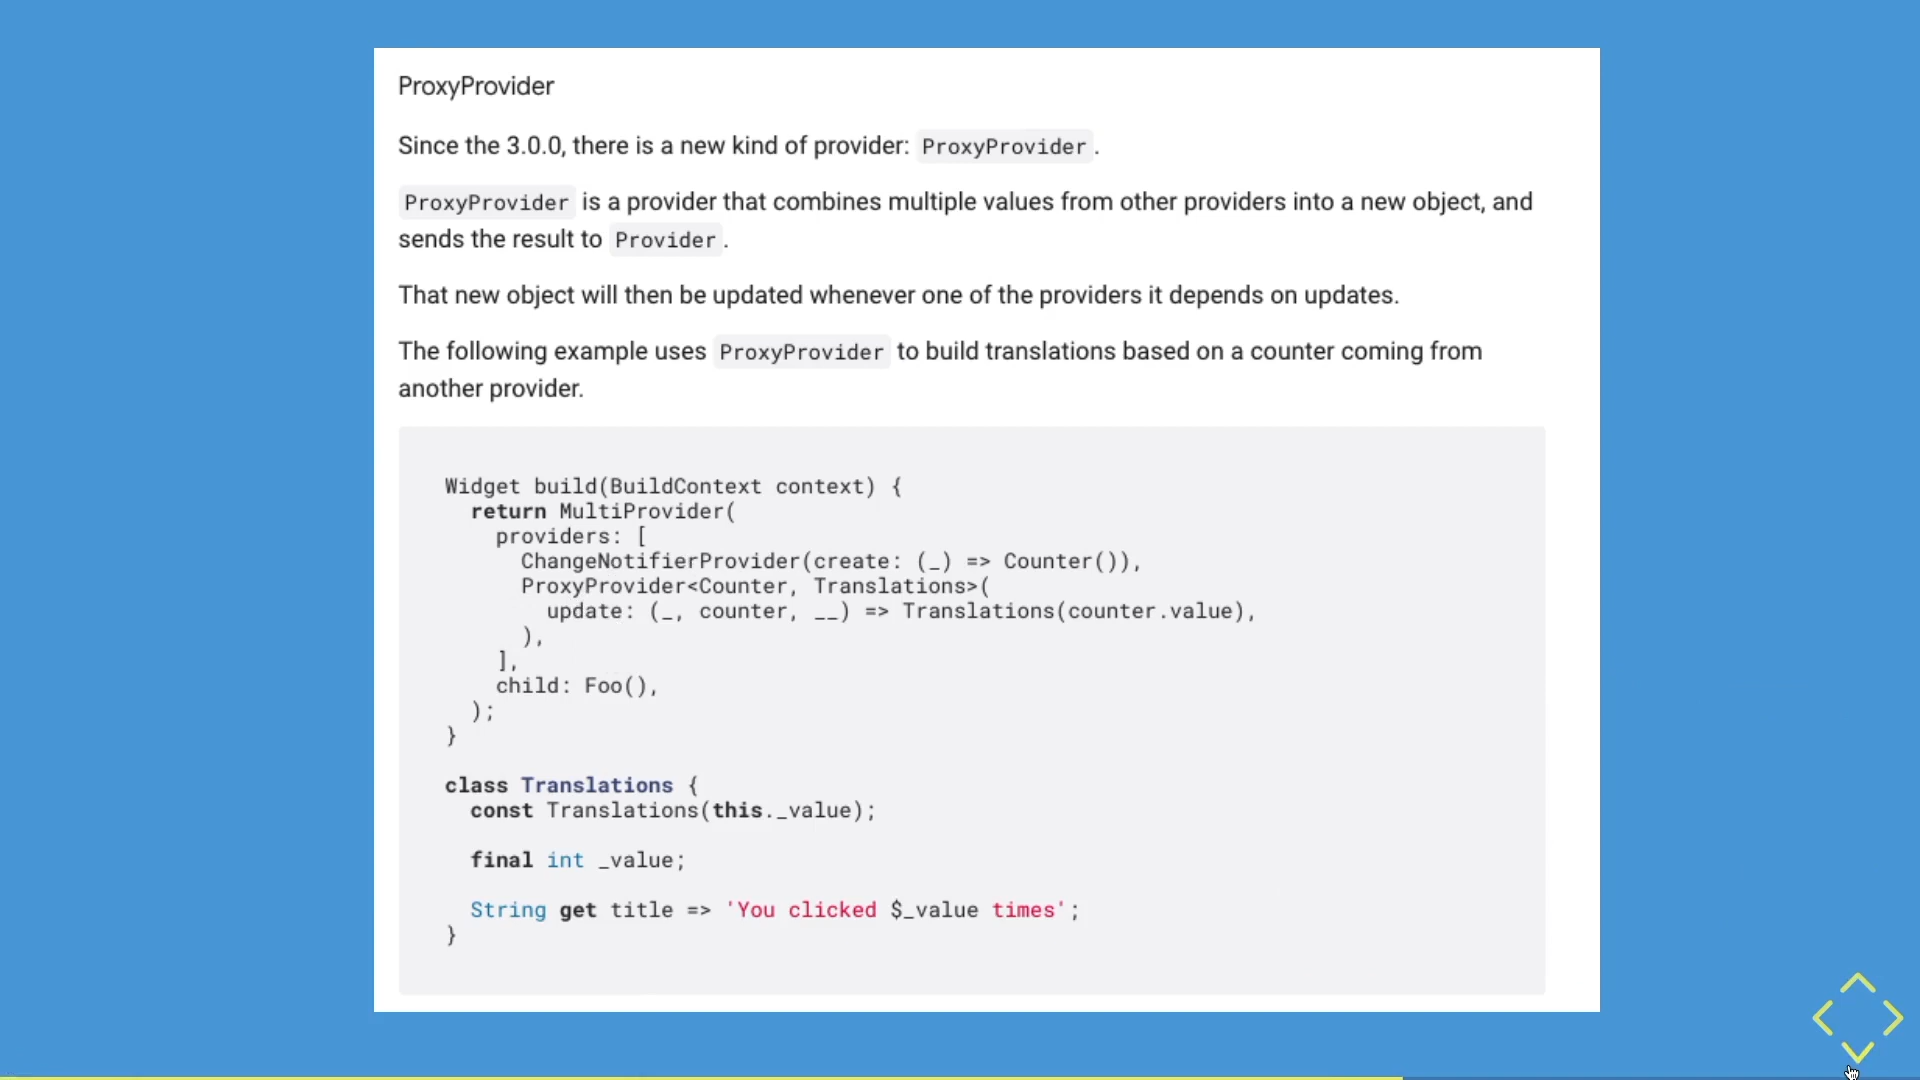 ProxyProvider
Since the 3.0.0, there is a new kind of provider: ProxyProvider.
ProxyProvider is a provider that combines multiple values from other providers into a new object, and
sends the result to Provider.
That new object will then be updated whenever one of the providers it depends on updates.
The following example uses ProxyProvider to build translations based on a counter coming from
another provider.
Widget build(BuildContext context) {
  return MultiProvider(
    providers: [
      ChangeNotifierProvider(create: (_) => Counter()),
      ProxyProvider<Counter, Translations>(
        update: (_, counter, __) => Translations(counter.value),
      ),
    ],
    child: Foo(),
  );
}
class Translations {
  const Translations(this._value);
  final int _value;
  String get title => 'You clicked $_value times';
}